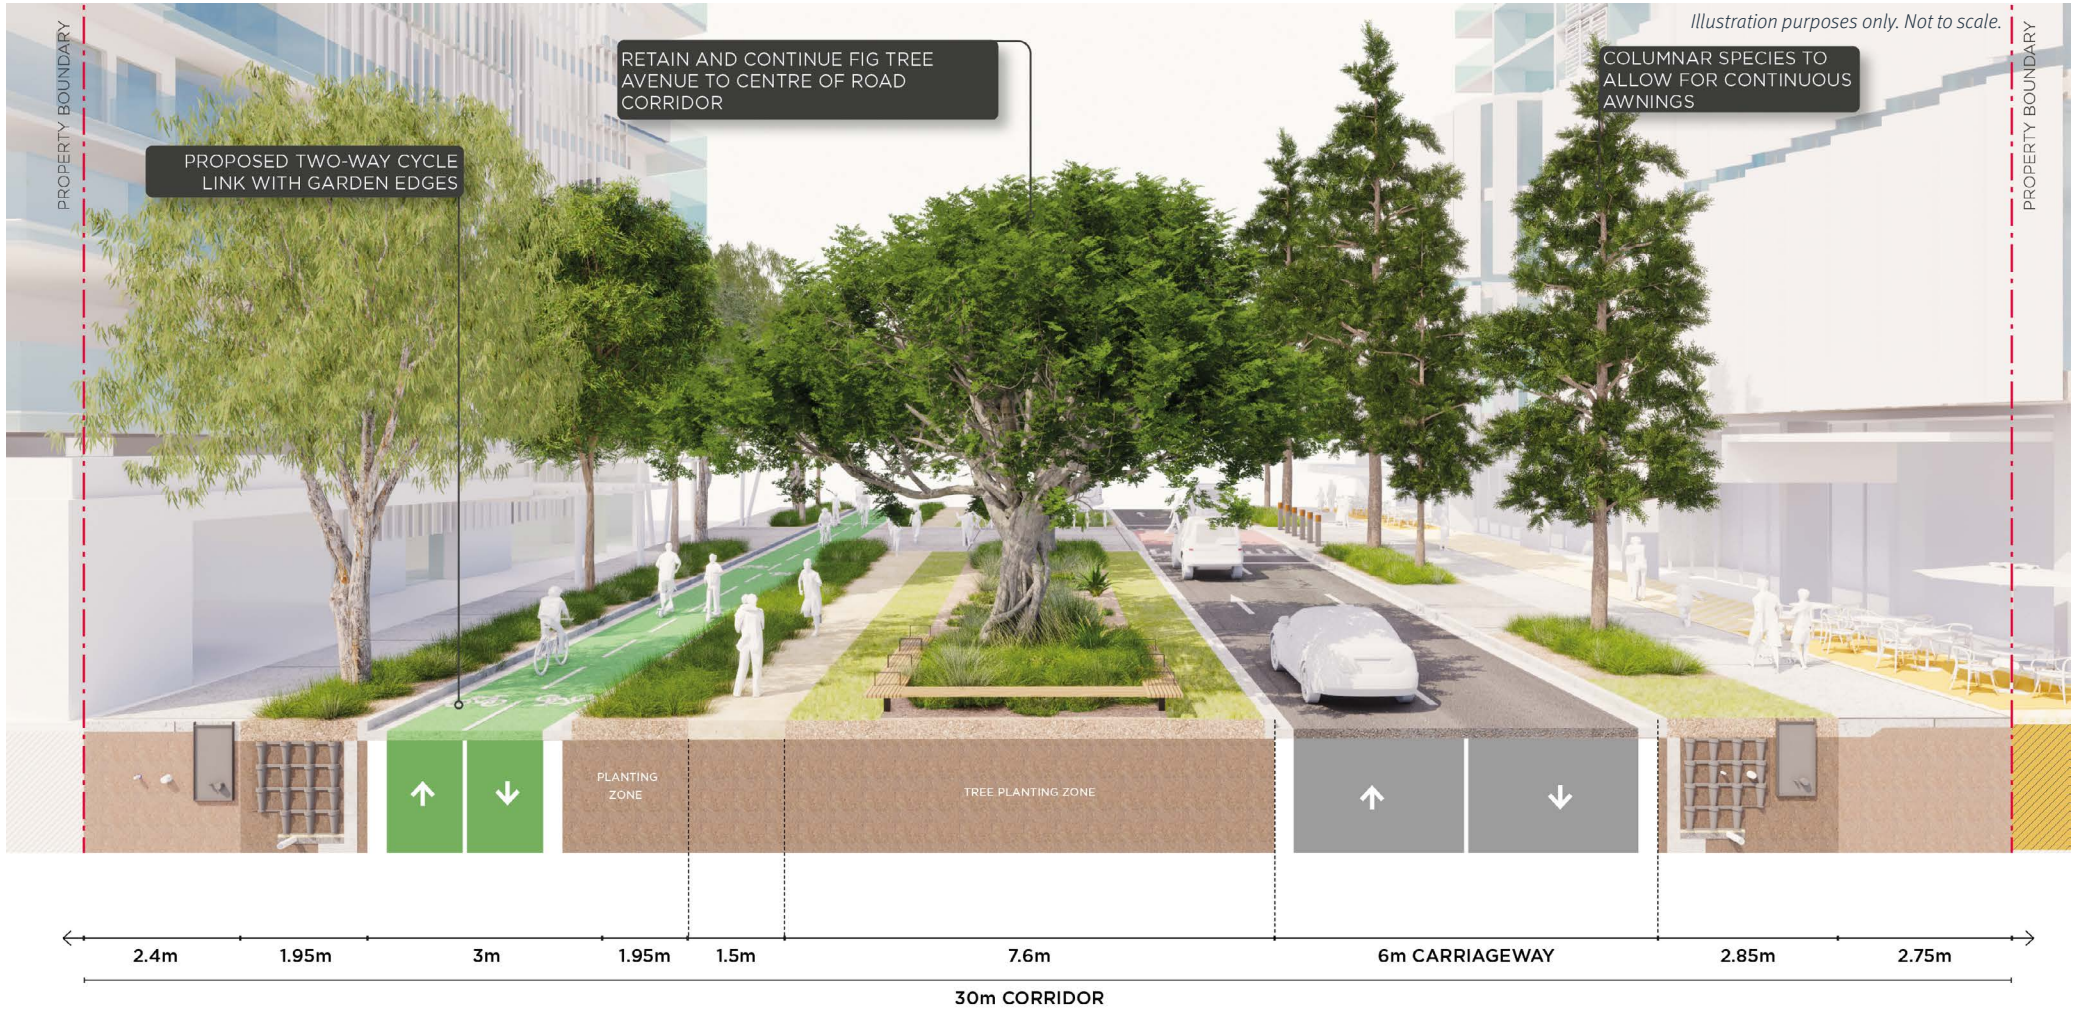 Illustration purposes only. Not to scale.
PROPERTY BOUNDARY
RETAIN AND CONTINUE FIG TREE
AVENUE TO CENTRE OF ROAD
CORRIDOR
COLUMNAR SPECIES TO
ALLOW FOR CONTINUOUS
AWNINGS
PROPERTY BOUNDARY
PROPOSED TWO-WAY CYCLE
LINK WITH GARDEN EDGES
PLANTING
ZONE
TREE PLANTING ZONE
2.4m 1.95m 3m 1.95m 1.5m 7.6m 6m CARRIAGEWAY 2.85m 2.75m
30m CORRIDOR